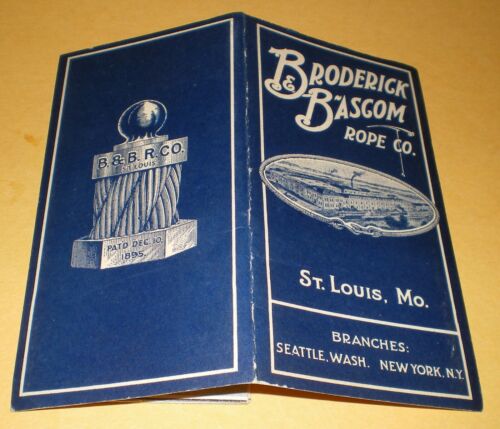 B. & B. R. CO.
ST. LOUIS
PAT'D DEC. 10.
1895.
BRODERICK
& BASCOM
ROPE CO.
ST. LOUIS, MO.
BRANCHES:
SEATTLE, WASH. NEW YORK, N.Y.